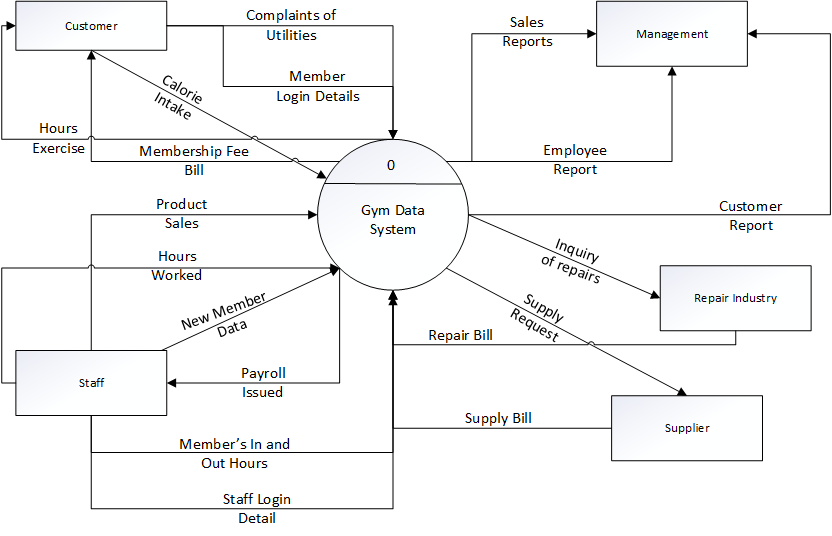 Customer
Complaints of
Utilities
Member
Login Details
Calorie
Intake
Hours
Exercise
Membership Fee
Bill
Sales
Reports
Management
Employee
Report
Customer
Report
0
Gym Data
System
Product
Sales
Hours
Worked
New Member
Data
Staff
Payroll
Issued
Member's In and
Out Hours
Staff Login
Detail
Inquiry
of repairs
Repair Industry
Supply
Request
Repair Bill
Supply Bill
Supplier